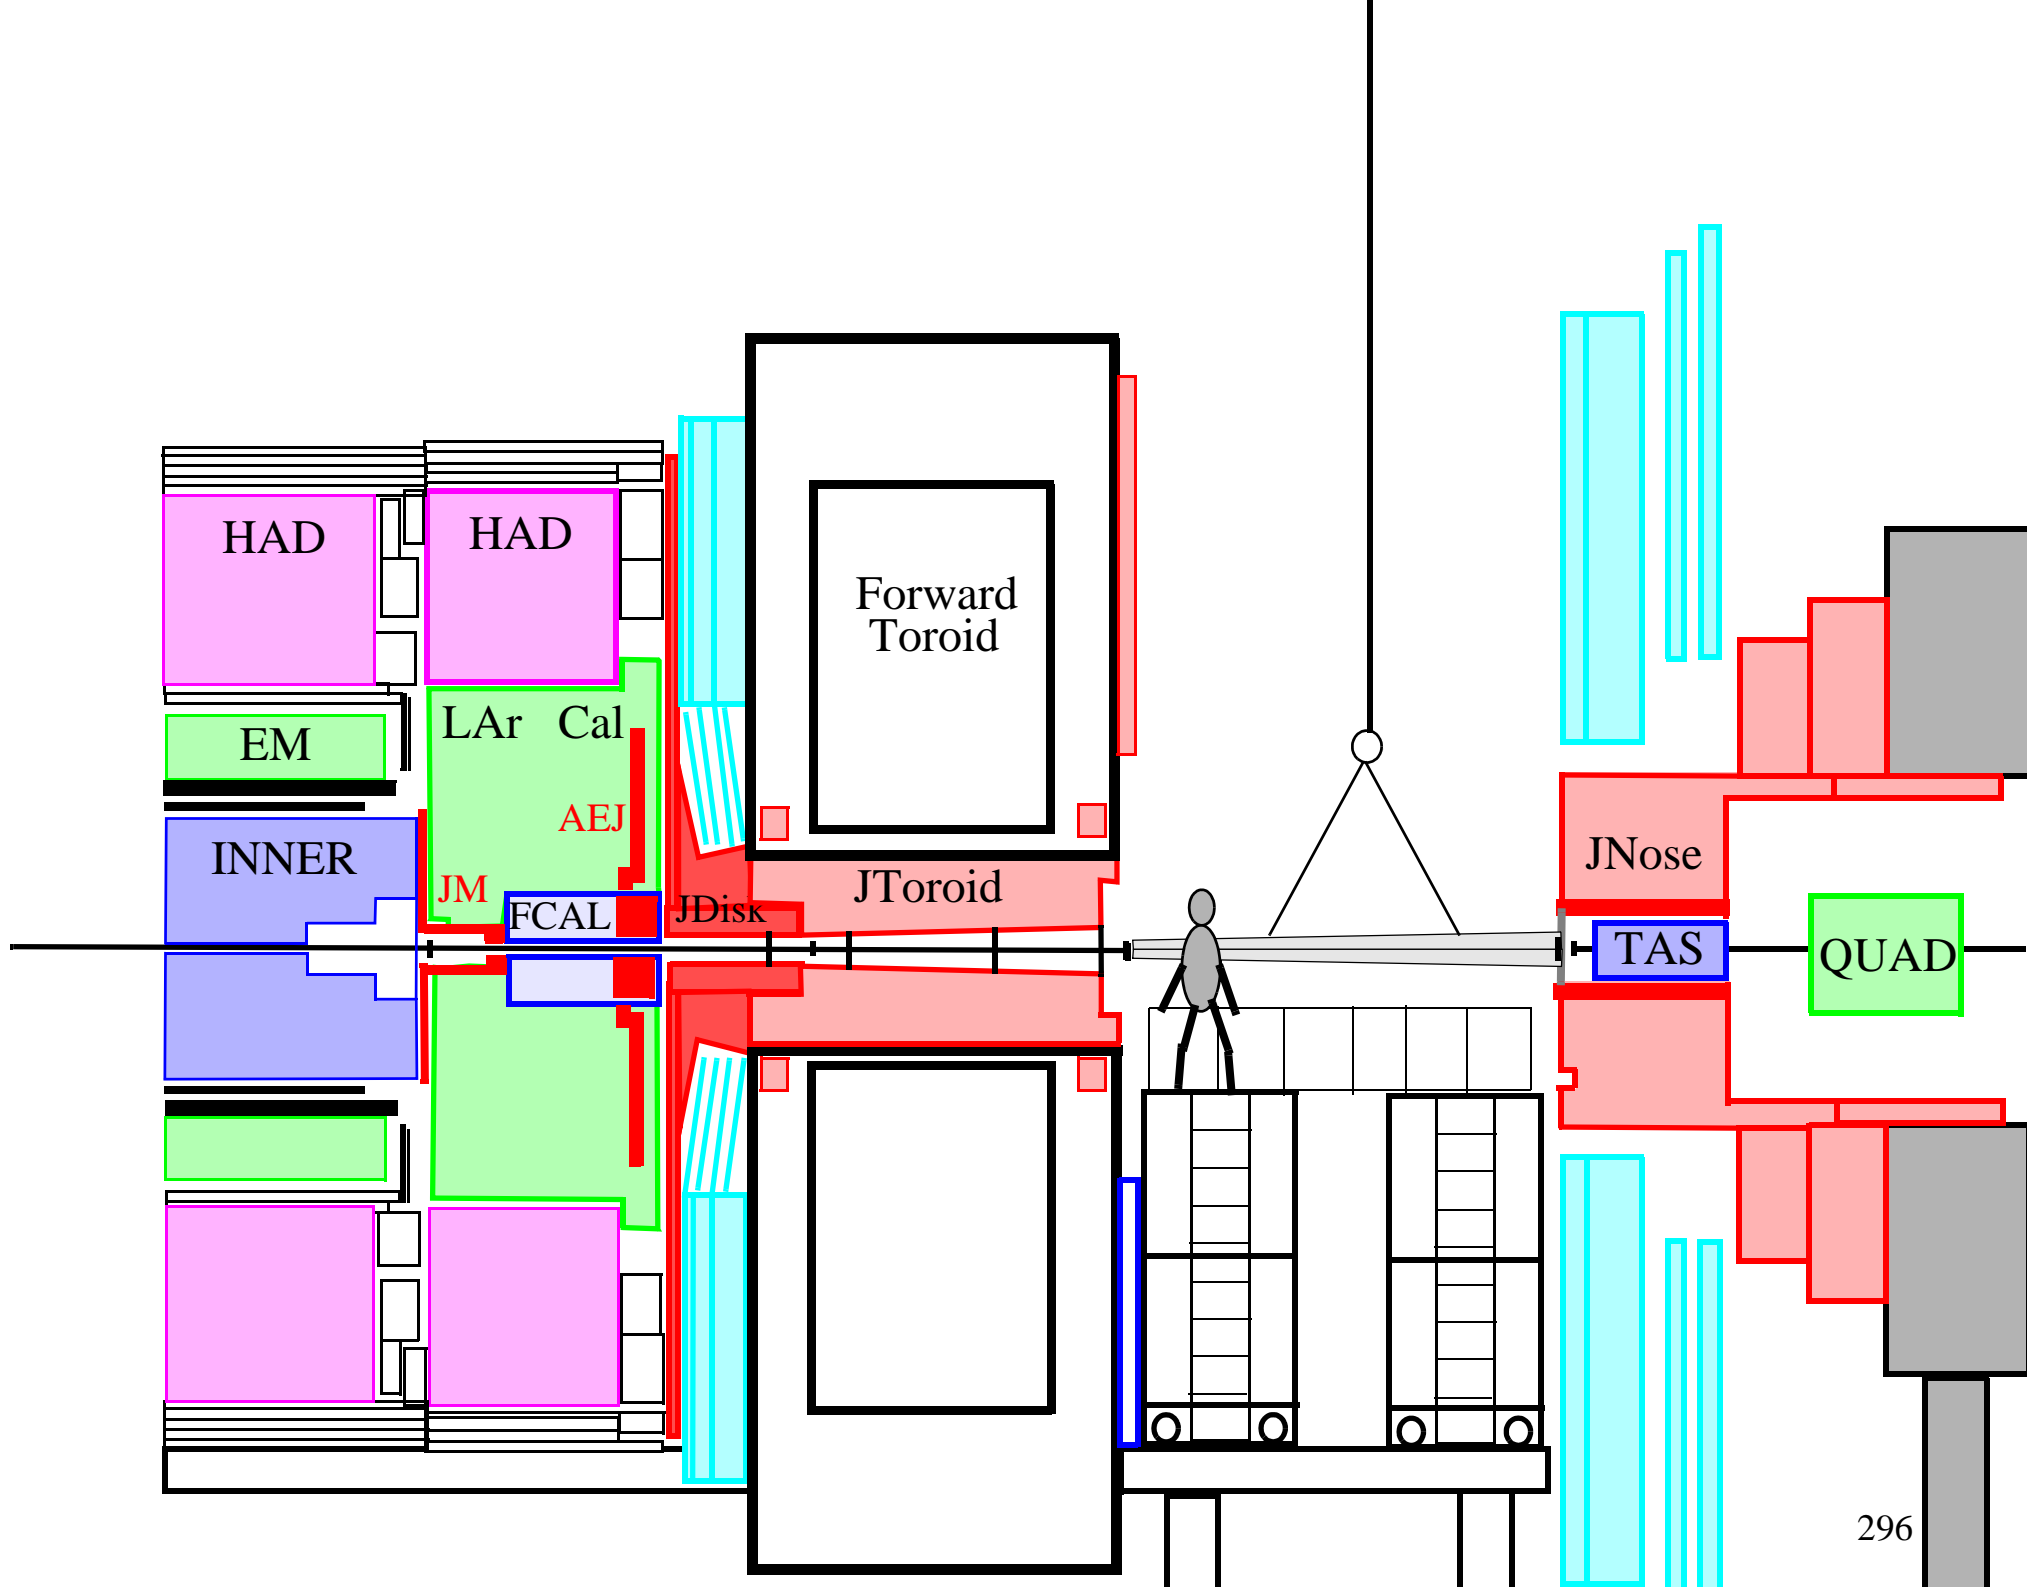 HAD
HAD
Forward
Toroid
LAr Cal
EM
AEJ
INNER
JM
JNose
JToroid
FCAL
JDisk
TAS
QUAD
296